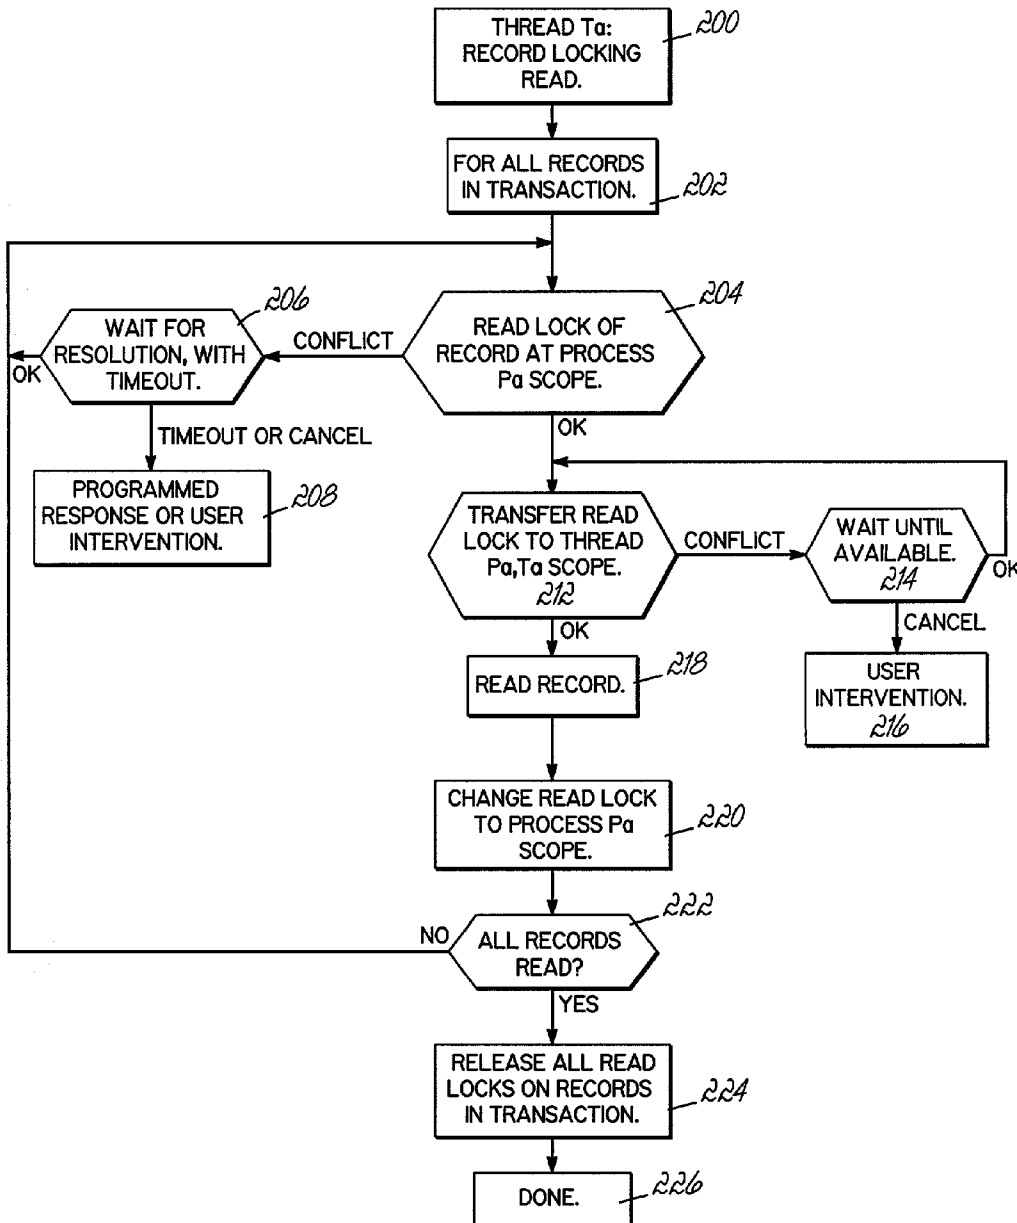 THREAD Ta:
RECORD LOCKING
READ.
200
FOR ALL RECORDS
IN TRANSACTION.
202
READ LOCK OF
RECORD AT PROCESS
Pa SCOPE.
204
CONFLICT
WAIT FOR
RESOLUTION, WITH
TIMEOUT.
206
OK
TIMEOUT OR CANCEL
PROGRAMMED
RESPONSE OR USER
INTERVENTION.
208
OK
TRANSFER READ
LOCK TO THREAD
Pa,Ta SCOPE.
212
CONFLICT
WAIT UNTIL
AVAILABLE.
214
OK
CANCEL
USER
INTERVENTION.
216
OK
READ RECORD.
218
CHANGE READ LOCK
TO PROCESS Pa
SCOPE.
220
ALL RECORDS
READ?
222
NO
YES
RELEASE ALL READ
LOCKS ON RECORDS
IN TRANSACTION.
224
DONE.
226